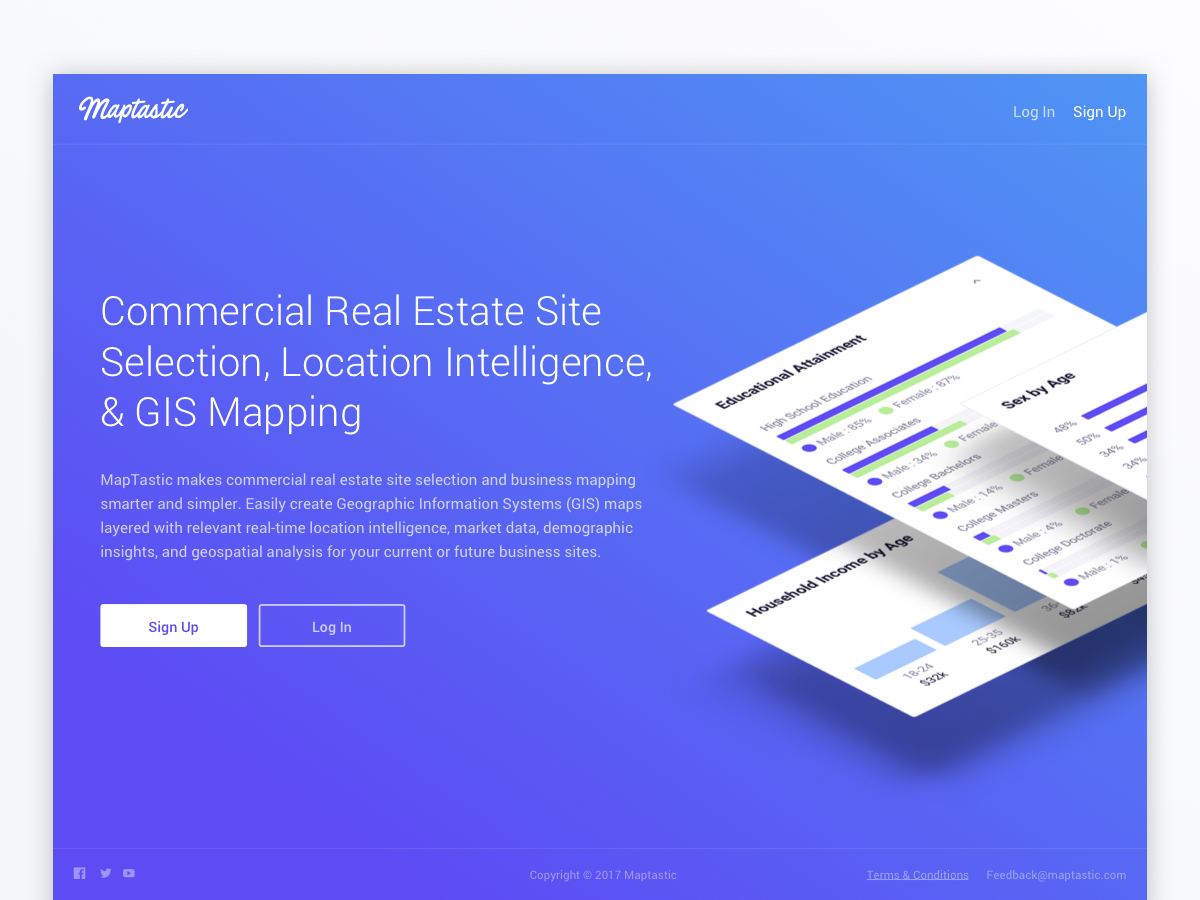 Maptastic
Log In
Sign Up
Commercial Real Estate Site
Selection, Location Intelligence,
& GIS Mapping
MapTastic makes commercial real estate site selection and business mapping
smarter and simpler. Easily create Geographic Information Systems (GIS) maps
layered with relevant real-time location intelligence, market data, demographic
insights, and geospatial analysis for your current or future business sites.
Sign Up
Log In
Educational Attainment
High School Education
Male : 85%
Female : 87%
College Associates
Male : 34%
Female
College Bachelors
Male : 14%
Female
College Masters
Male : 4%
Female
College Doctorate
Male : 1%
Sex by Age
48%
50%
34%
34%
Household Income by Age
18-24
$32k
25-35
$160k
$82k
Copyright © 2017 Maptastic
Terms & Conditions
Feedback@maptastic.com